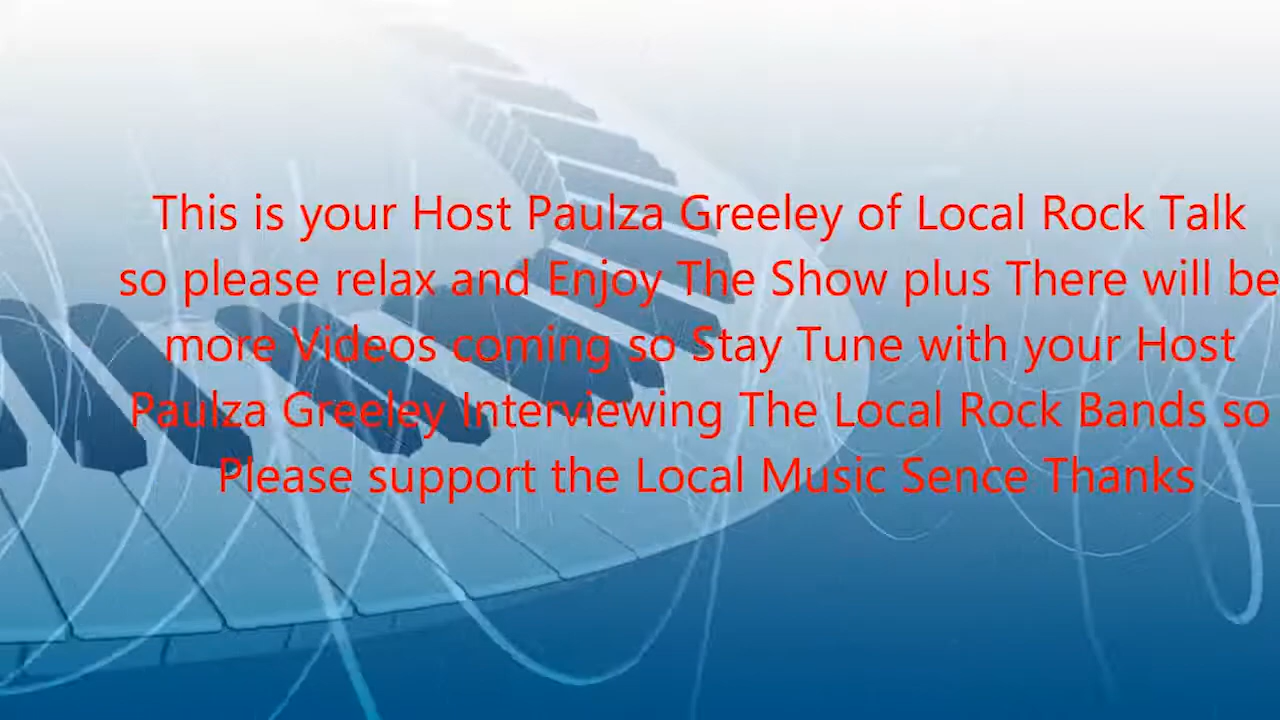 This is your Host Paulza Greeley of Local Rock Talk
so please relax and Enjoy The Show plus There will be
more Videos coming so Stay Tune with your Host
Paulza Greeley Interviewing The Local Rock Bands so
Please support the Local Music Sence Thanks